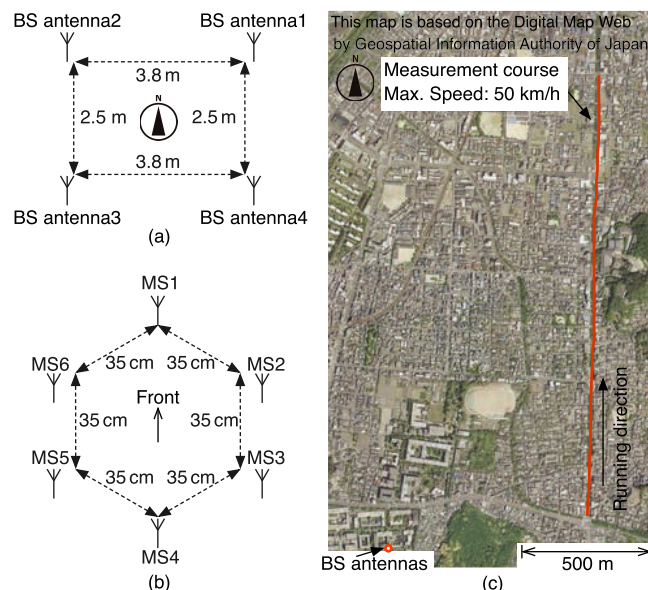 BS antenna2
BS antenna1
3.8 m
N
2.5 m
2.5 m
3.8 m
BS antenna3
BS antenna4
(a)
MS1
35 cm
35 cm
MS6
MS2
Front
35 cm
35 cm
MS5
MS3
35 cm
35 cm
MS4
(b)
This map is based on the Digital Map Web
by Geospatial Information Authority of Japan
N
Measurement course
Max. Speed: 50 km/h
Running direction
BS antennas
500 m
(c)